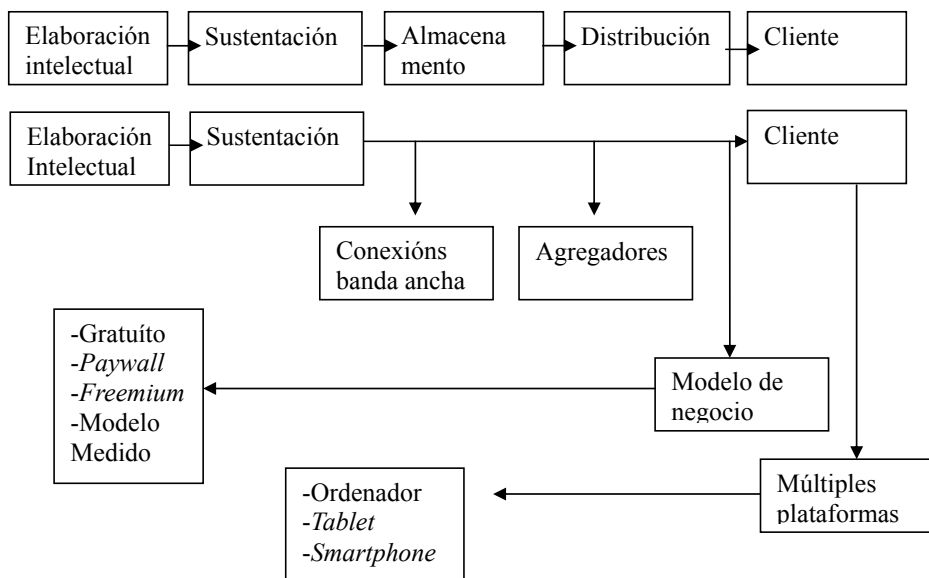 Elaboración
intelectual
Sustentación
Almacena
mento
Distribución
Cliente
Elaboración
Intelectual
Sustentación
Cliente
Conexións
banda ancha
Agregadores
-Gratuíto
-Paywall
-Freemium
-Modelo
Medido
Modelo de
negocio
-Ordenador
-Tablet
-Smartphone
Múltiples
plataformas